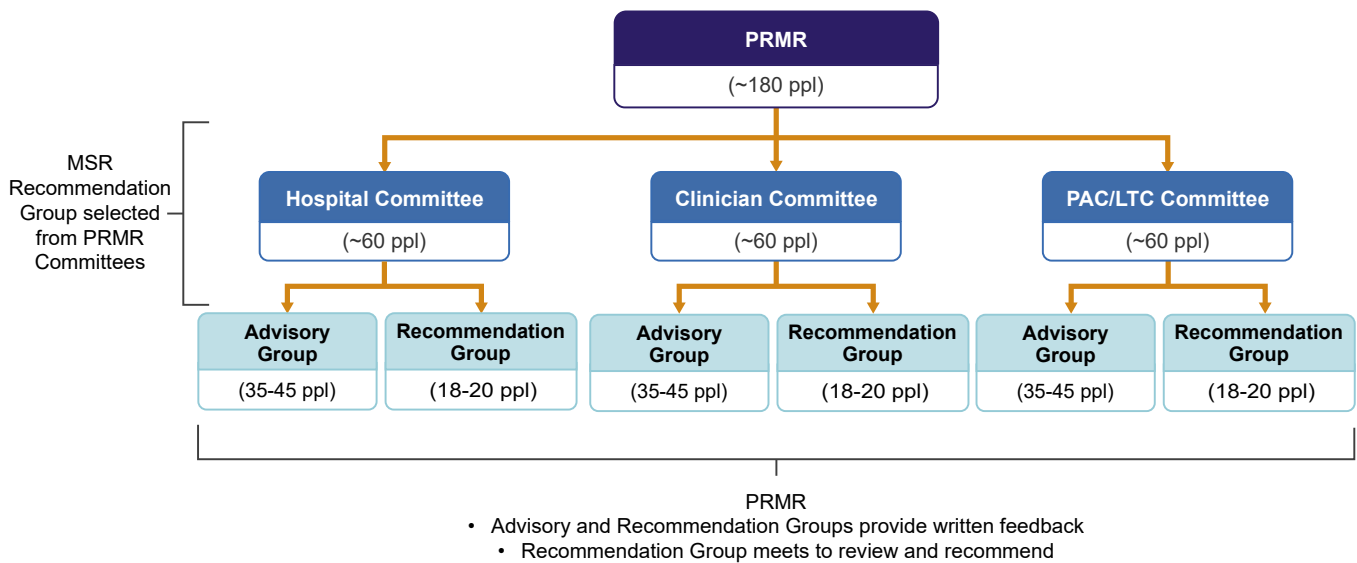 PRMR
(~180 ppl)
MSR
Recommendation
Group selected
from PRMR
Committees
Hospital Committee
(~60 ppl)
Clinician Committee
(~60 ppl)
PAC/LTC Committee
(~60 ppl)
Advisory
Group
(35-45 ppl)
Recommendation
Group
(18-20 ppl)
Advisory
Group
(35-45 ppl)
Recommendation
Group
(18-20 ppl)
Advisory
Group
(35-45 ppl)
Recommendation
Group
(18-20 ppl)
PRMR
• Advisory and Recommendation Groups provide written feedback
• Recommendation Group meets to review and recommend